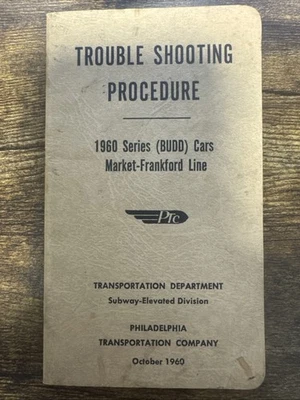 TROUBLE SHOOTING
PROCEDURE
1960 Series (BUDD) Cars
Market-Frankford Line
PTC
TRANSPORTATION DEPARTMENT
Subway-Elevated Division
PHILADELPHIA
TRANSPORTATION COMPANY
October 1960